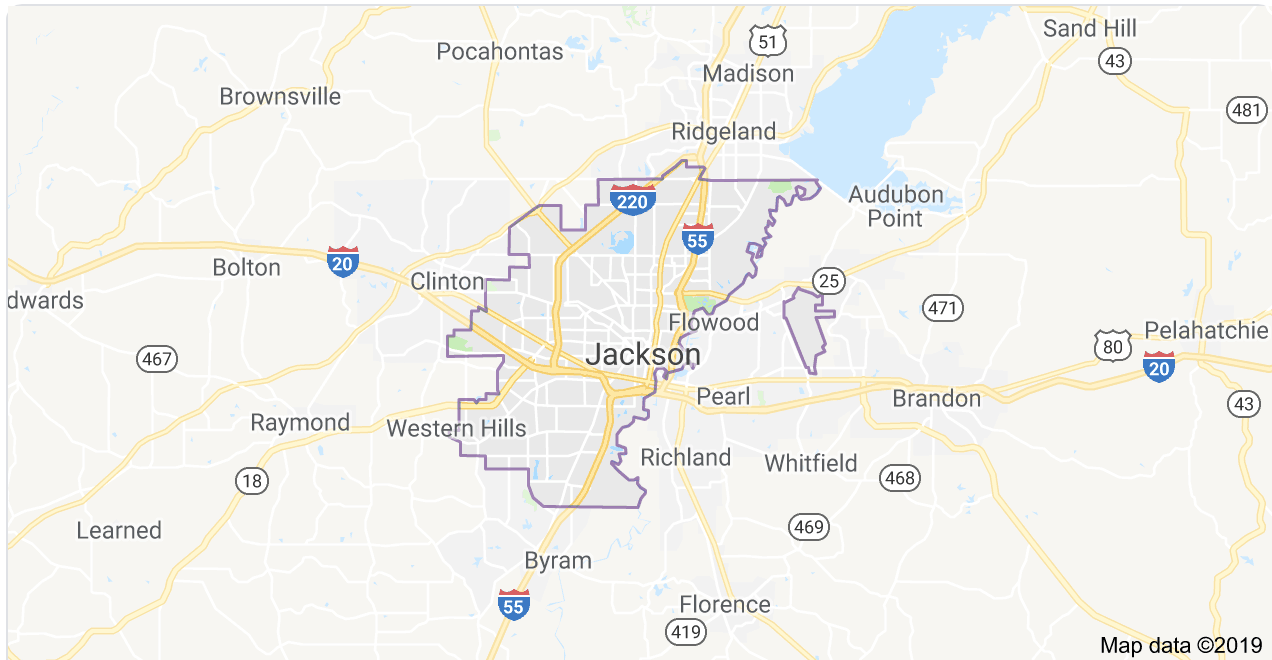 Sand Hill
51
Pocahontas
43
Madison
Brownsville
481
Ridgeland
220
Audubon
Point
55
20
Bolton
Clinton
25
dwards
471
Flowood
Pelahatchie
80
467
Jackson
20
Pearl
Brandon
43
Raymond
Western Hills
Richland
Whitfield
468
18
469
Learned
Byram
55
Florence
419
Map data ©2019